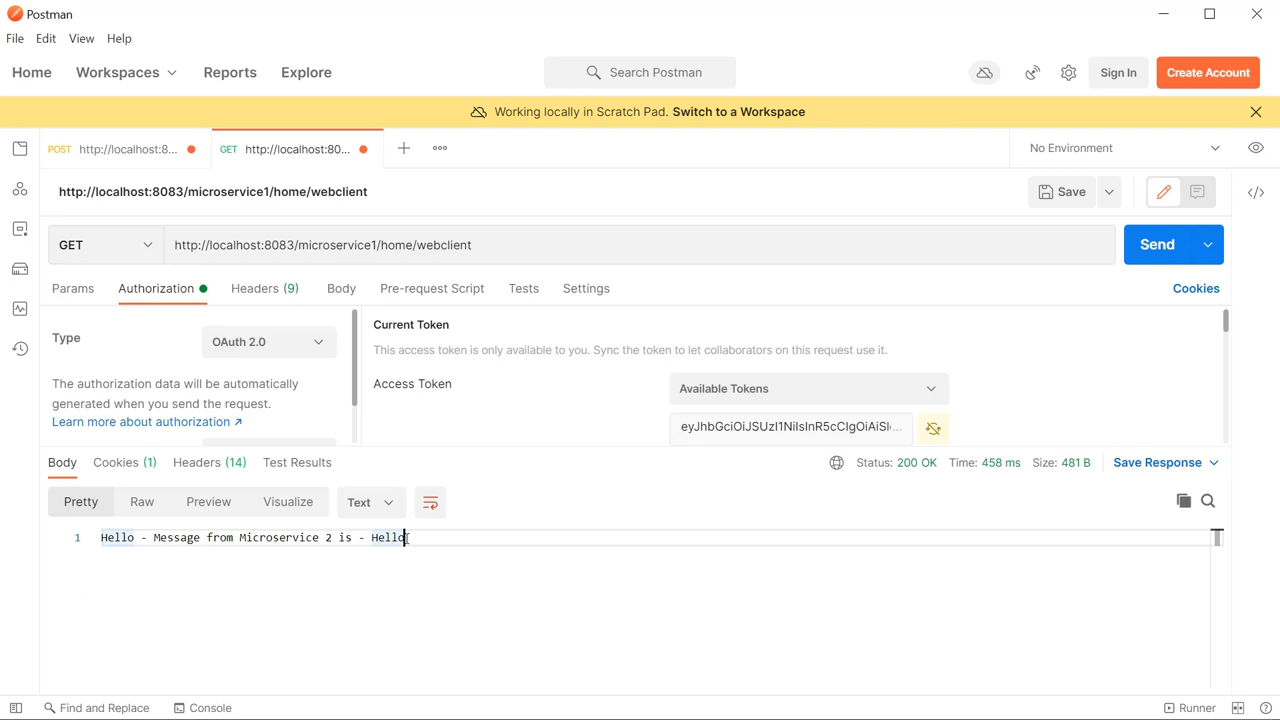 Postman
File Edit View Help
Home Workspaces Reports Explore Search Postman Sign In Create Account
Working locally in Scratch Pad. Switch to a Workspace
POST http://localhost:8... GET http://localhost:80... No Environment
http://localhost:8083/microservice1/home/webclient Save
GET http://localhost:8083/microservice1/home/webclient Send
Params Authorization Headers (9) Body Pre-request Script Tests Settings Cookies
Type OAuth 2.0
The authorization data will be automatically
generated when you send the request.
Learn more about authorization ↗
Current Token
This access token is only available to you. Sync the token to let collaborators on this request use it.
Access Token Available Tokens
Body Cookies (1) Headers (14) Test Results Status: 200 OK Time: 458 ms Size: 481 B Save Response
Pretty Raw Preview Visualize Text
1 Hello - Message from Microservice 2 is - Hello
Find and Replace Console Runner